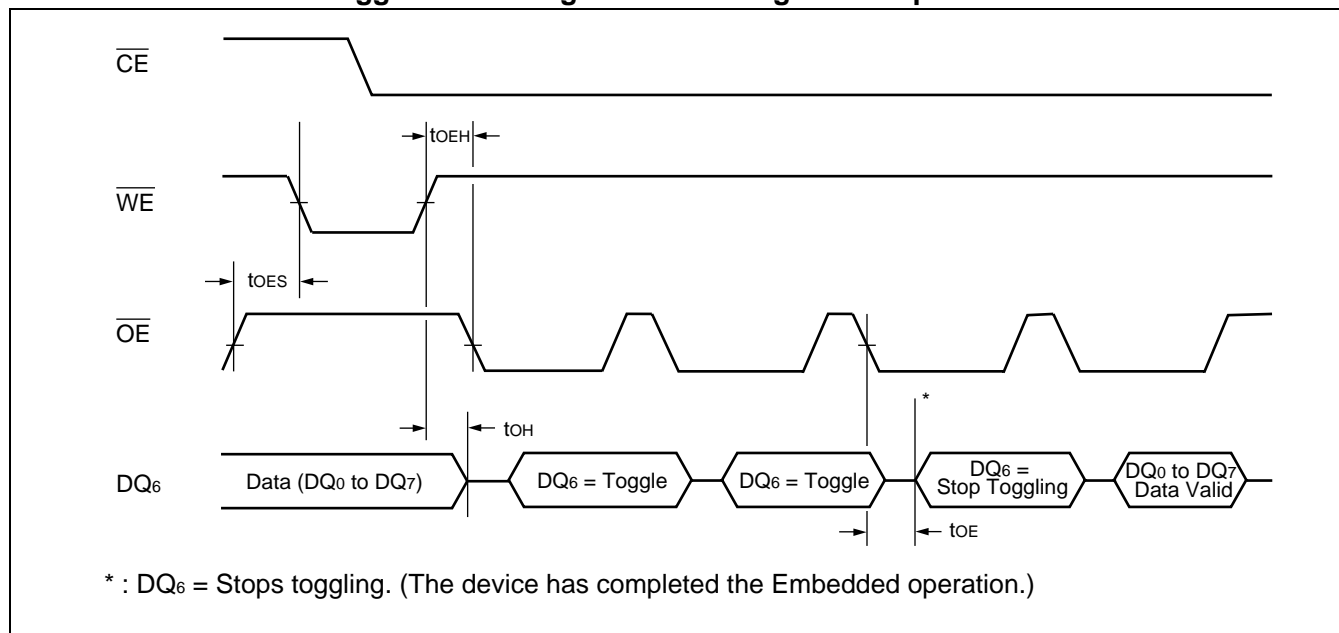 CE
tOEH
WE
tOES
OE
*
tOH
DQ6
Data (DQ0 to DQ7)
DQ6 = Toggle
DQ6 = Toggle
DQ6 =
Stop Toggling
DQ0 to DQ7
Data Valid
tOE
* : DQ6 = Stops toggling. (The device has completed the Embedded operation.)